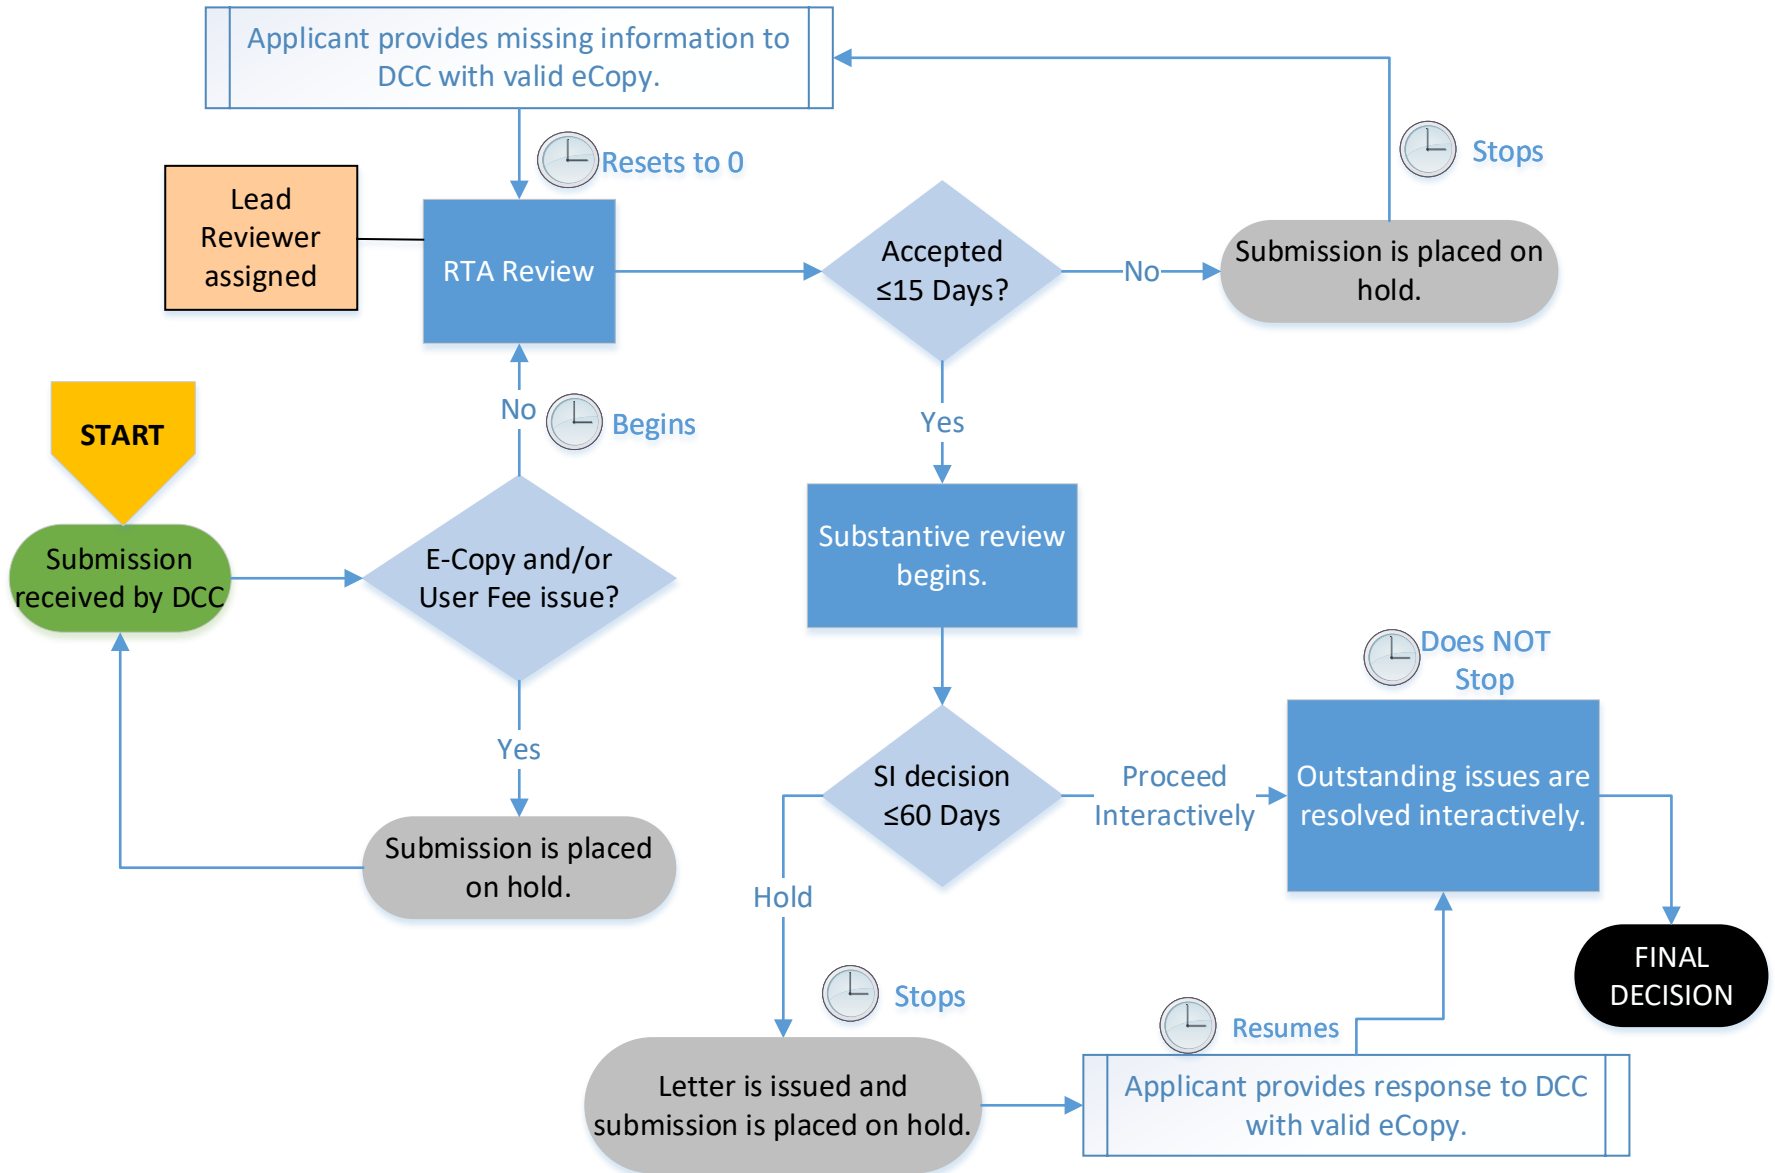 Applicant provides missing information to
DCC with valid eCopy.
Resets to 0
Stops
Lead
Reviewer
assigned
RTA Review
Accepted
≤15 Days?
No
Submission is placed on
hold.
No
Begins
Yes
START
Submission
received by DCC
E-Copy and/or
User Fee issue?
Substantive review
begins.
Does NOT
Stop
Yes
SI decision
≤60 Days
Proceed
Interactively
Outstanding issues are
resolved interactively.
Submission is placed
on hold.
Hold
FINAL
DECISION
Stops
Resumes
Letter is issued and
submission is placed on hold.
Applicant provides response to DCC
with valid eCopy.